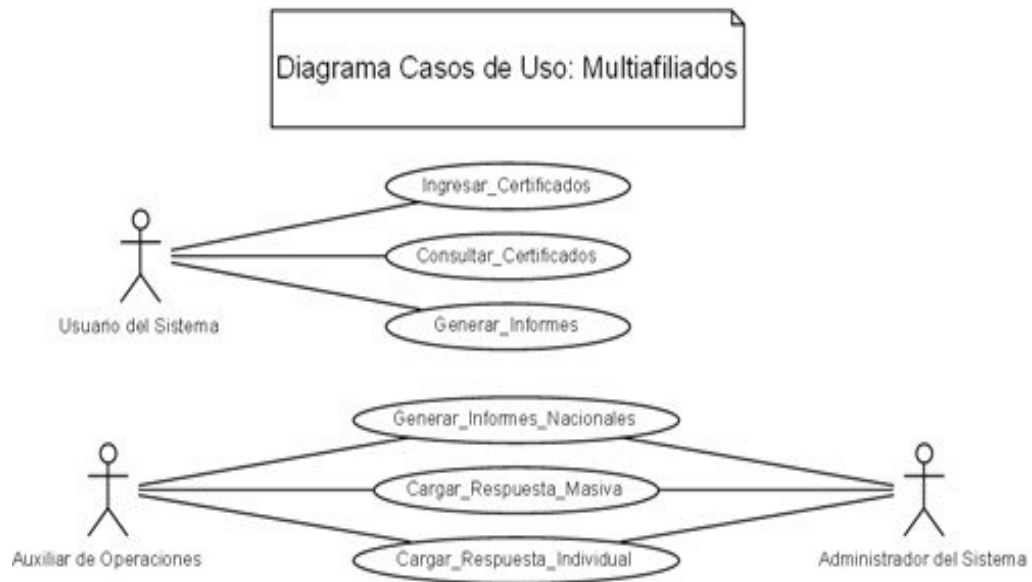 Diagrama Casos de Uso: Multiafiliados
Ingresar_Certificados
Consultar_Certificados
Usuario del Sistema
Generar_Informes
Generar_Informes_Nacionales
Cargar_Respuesta_Masiva
Auxiliar de Operaciones
Cargar_Respuesta_Individual
Administrador del Sistema